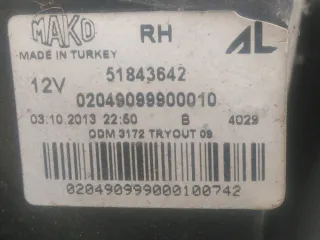 MAKO RH AL
MADE IN TURKEY
12V 51843642
02049099900010
03.10.2013 22:50 B 4029
DDM 3172 TRYOUT 09
020490999000100742